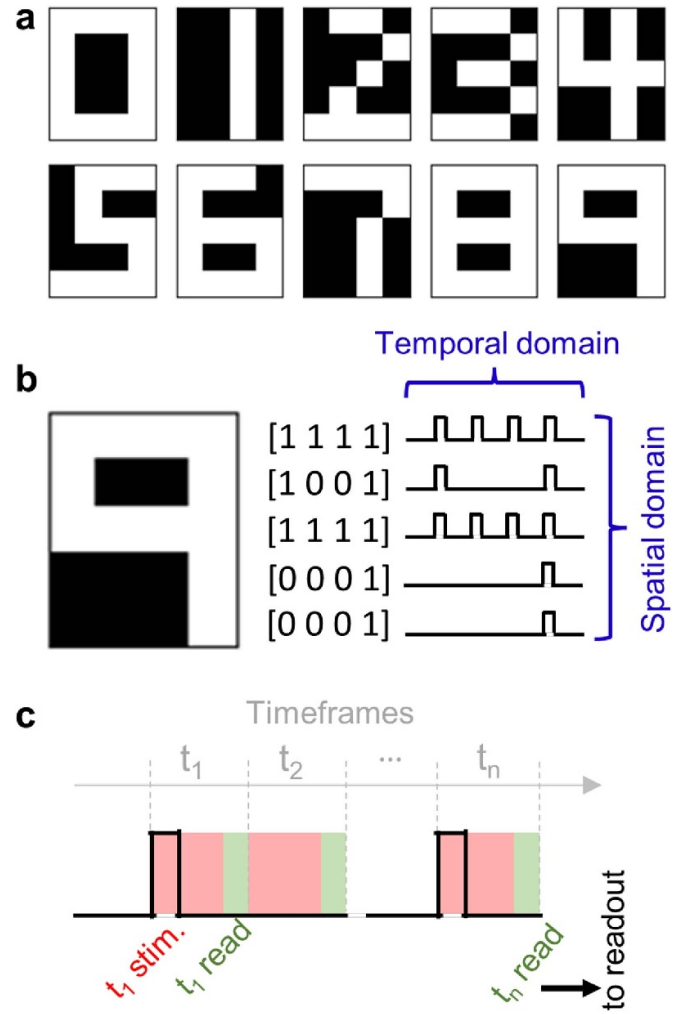 a
b
Temporal domain
[1 1 1 1]
[1 0 0 1]
[1 1 1 1]
[0 0 0 1]
[0 0 0 1]
Spatial domain
c
Timeframes
t₁ t₂ ... tₙ
t₁ stim.
t₁ read
tₙ read
to readout